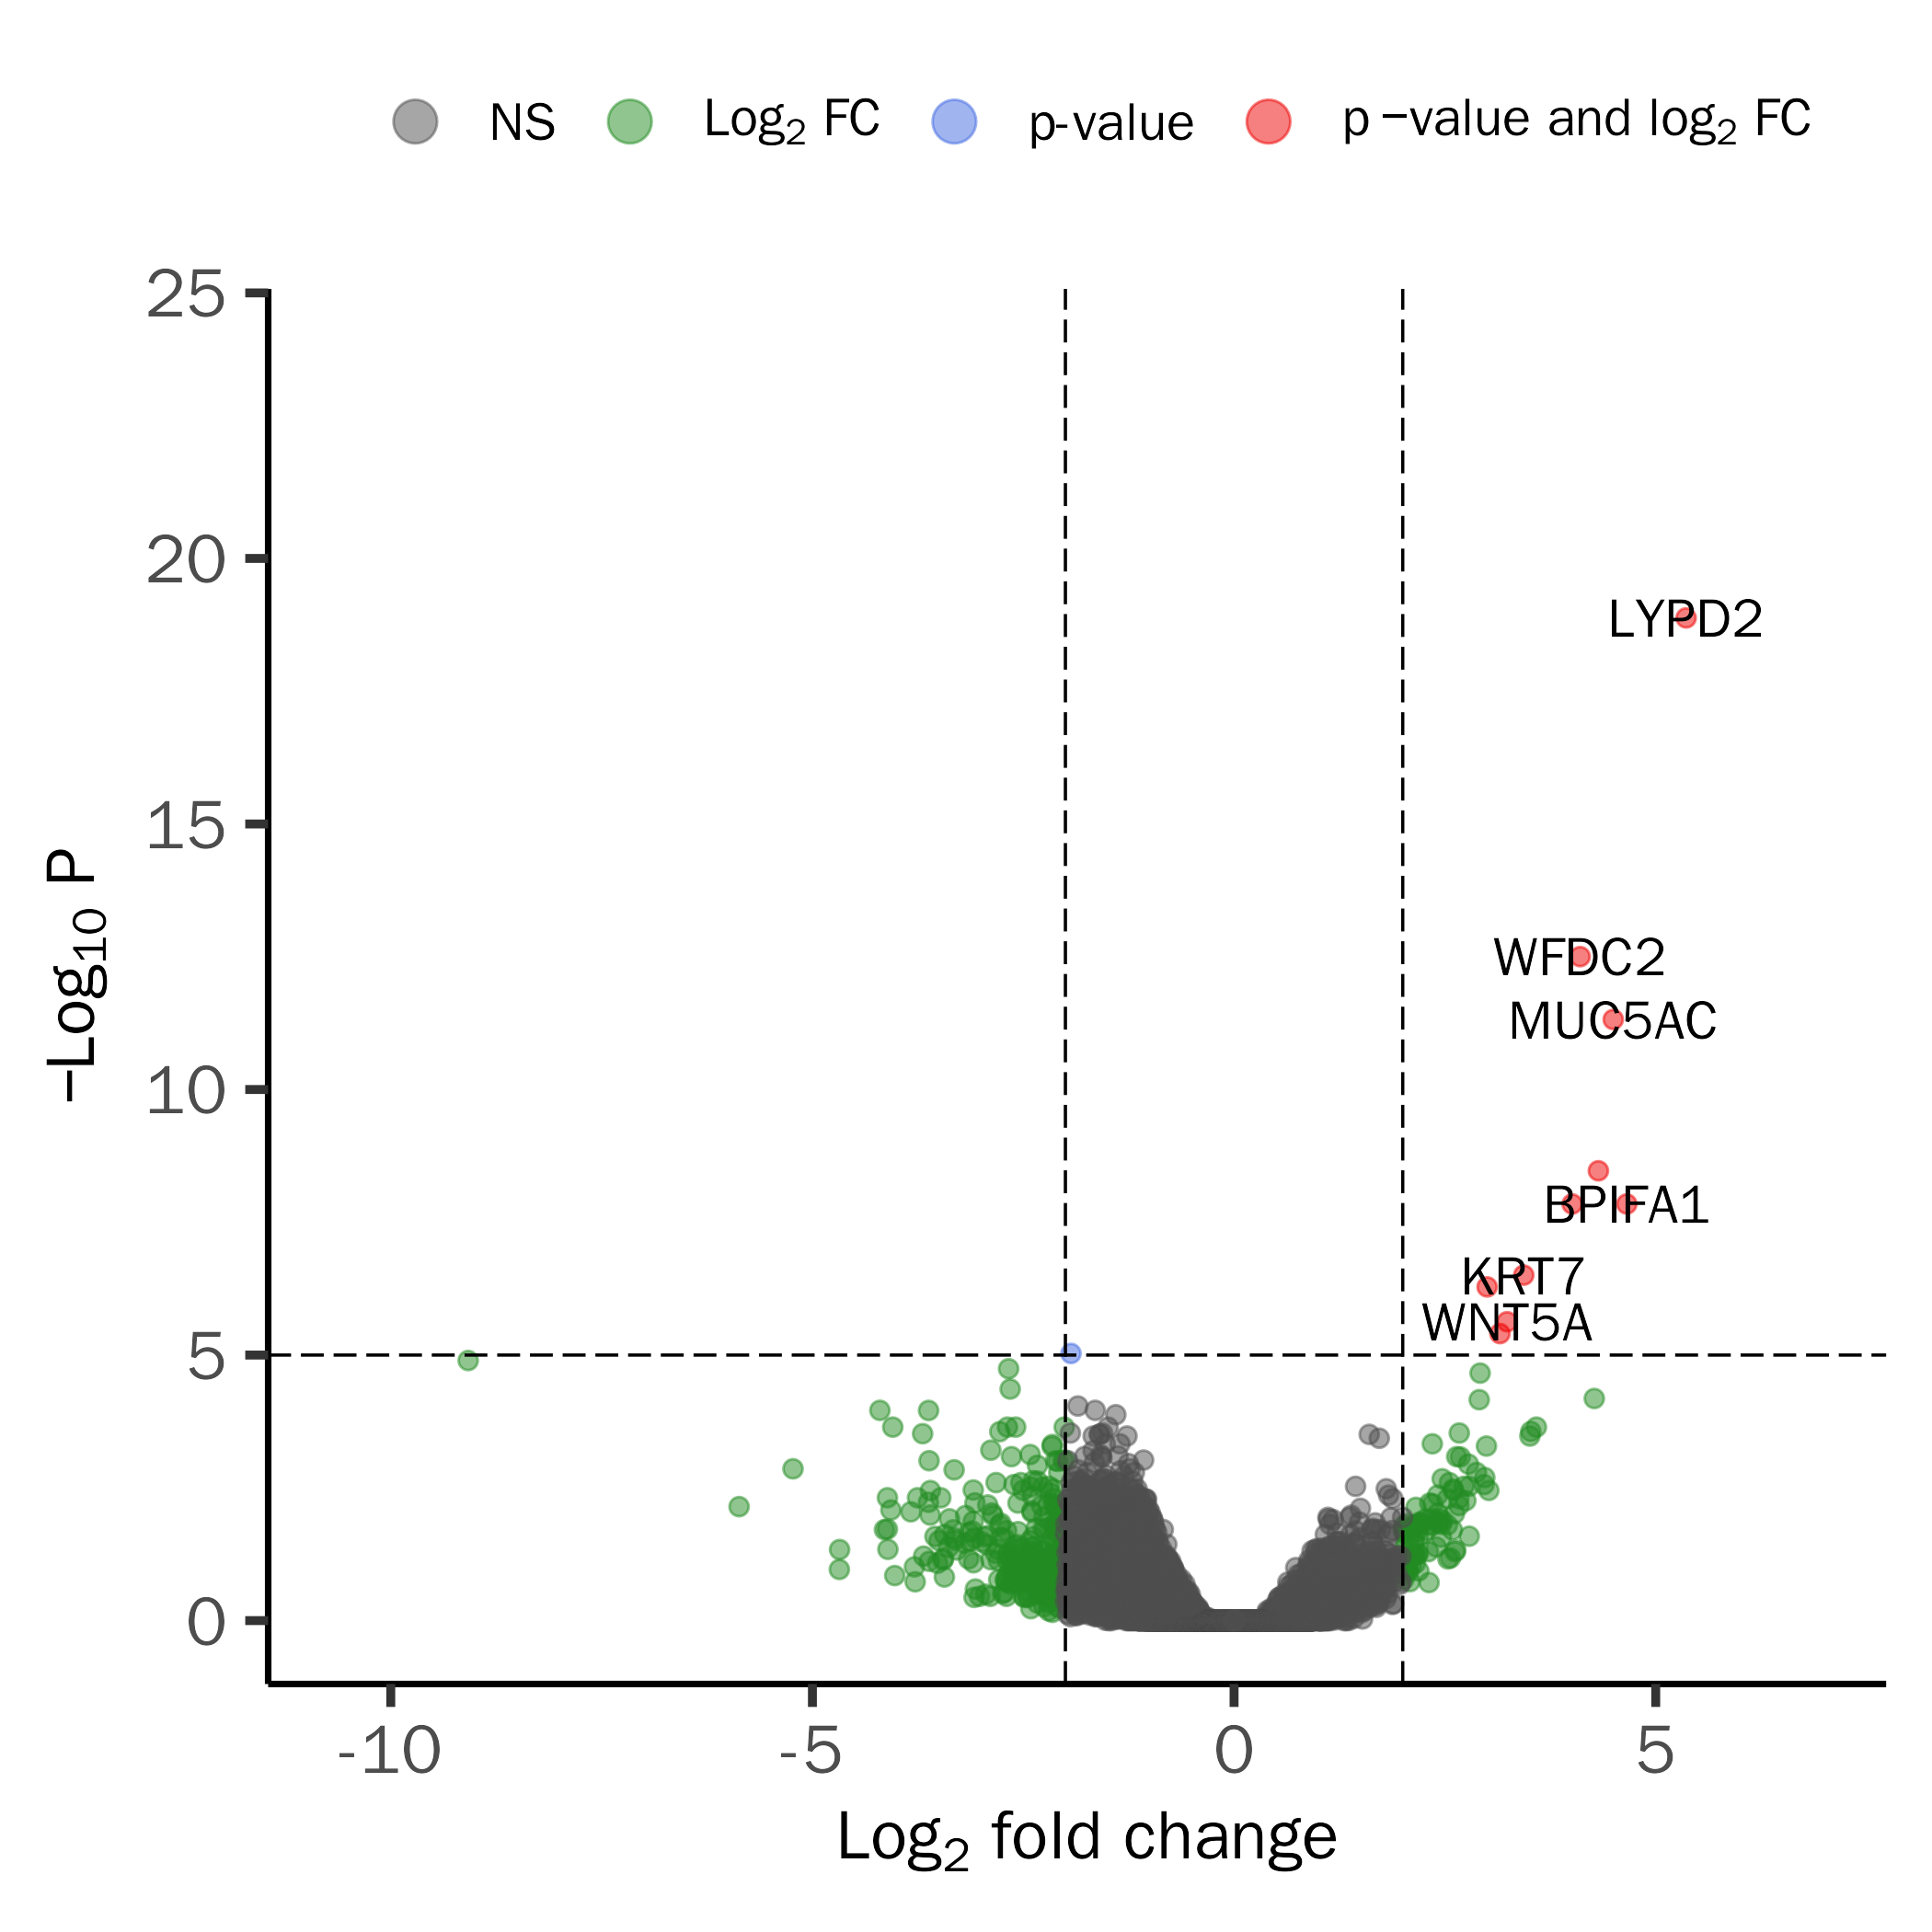 NS Log₂ FC p-value p −value and log₂ FC
25
20
15
10
5
0
−Log₁₀ P
LYPD2
WFDC2
MUC5AC
BPIFA1
KRT7
WNT5A
-10 -5 0 5
Log₂ fold change